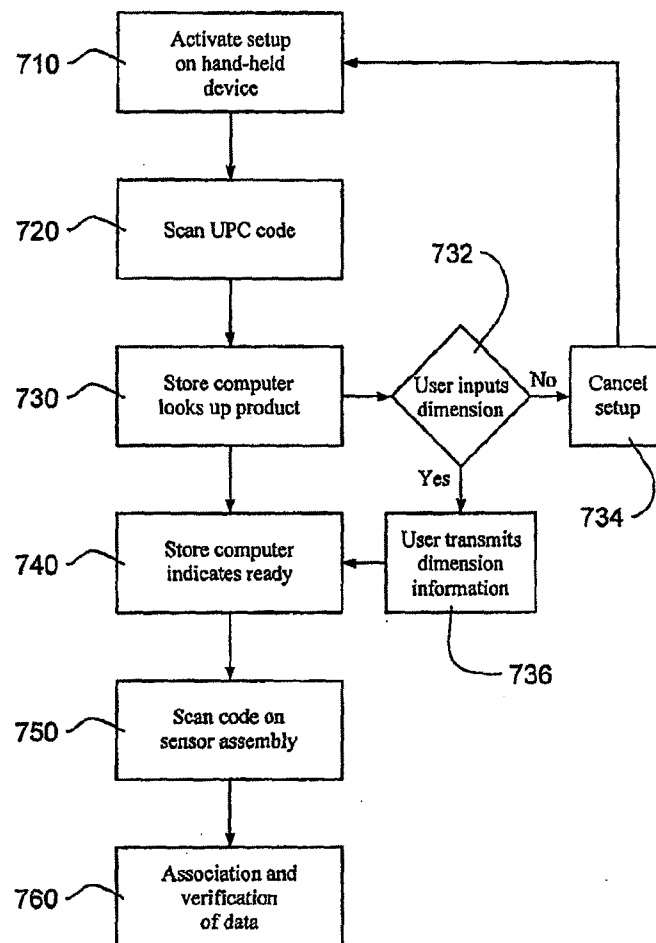 710
Activate setup
on hand-held
device
720
Scan UPC code
732
730
Store computer
looks up product
User inputs
dimension
No
Cancel
setup
734
Yes
740
Store computer
indicates ready
User transmits
dimension
information
736
750
Scan code on
sensor assembly
760
Association and
verification
of data